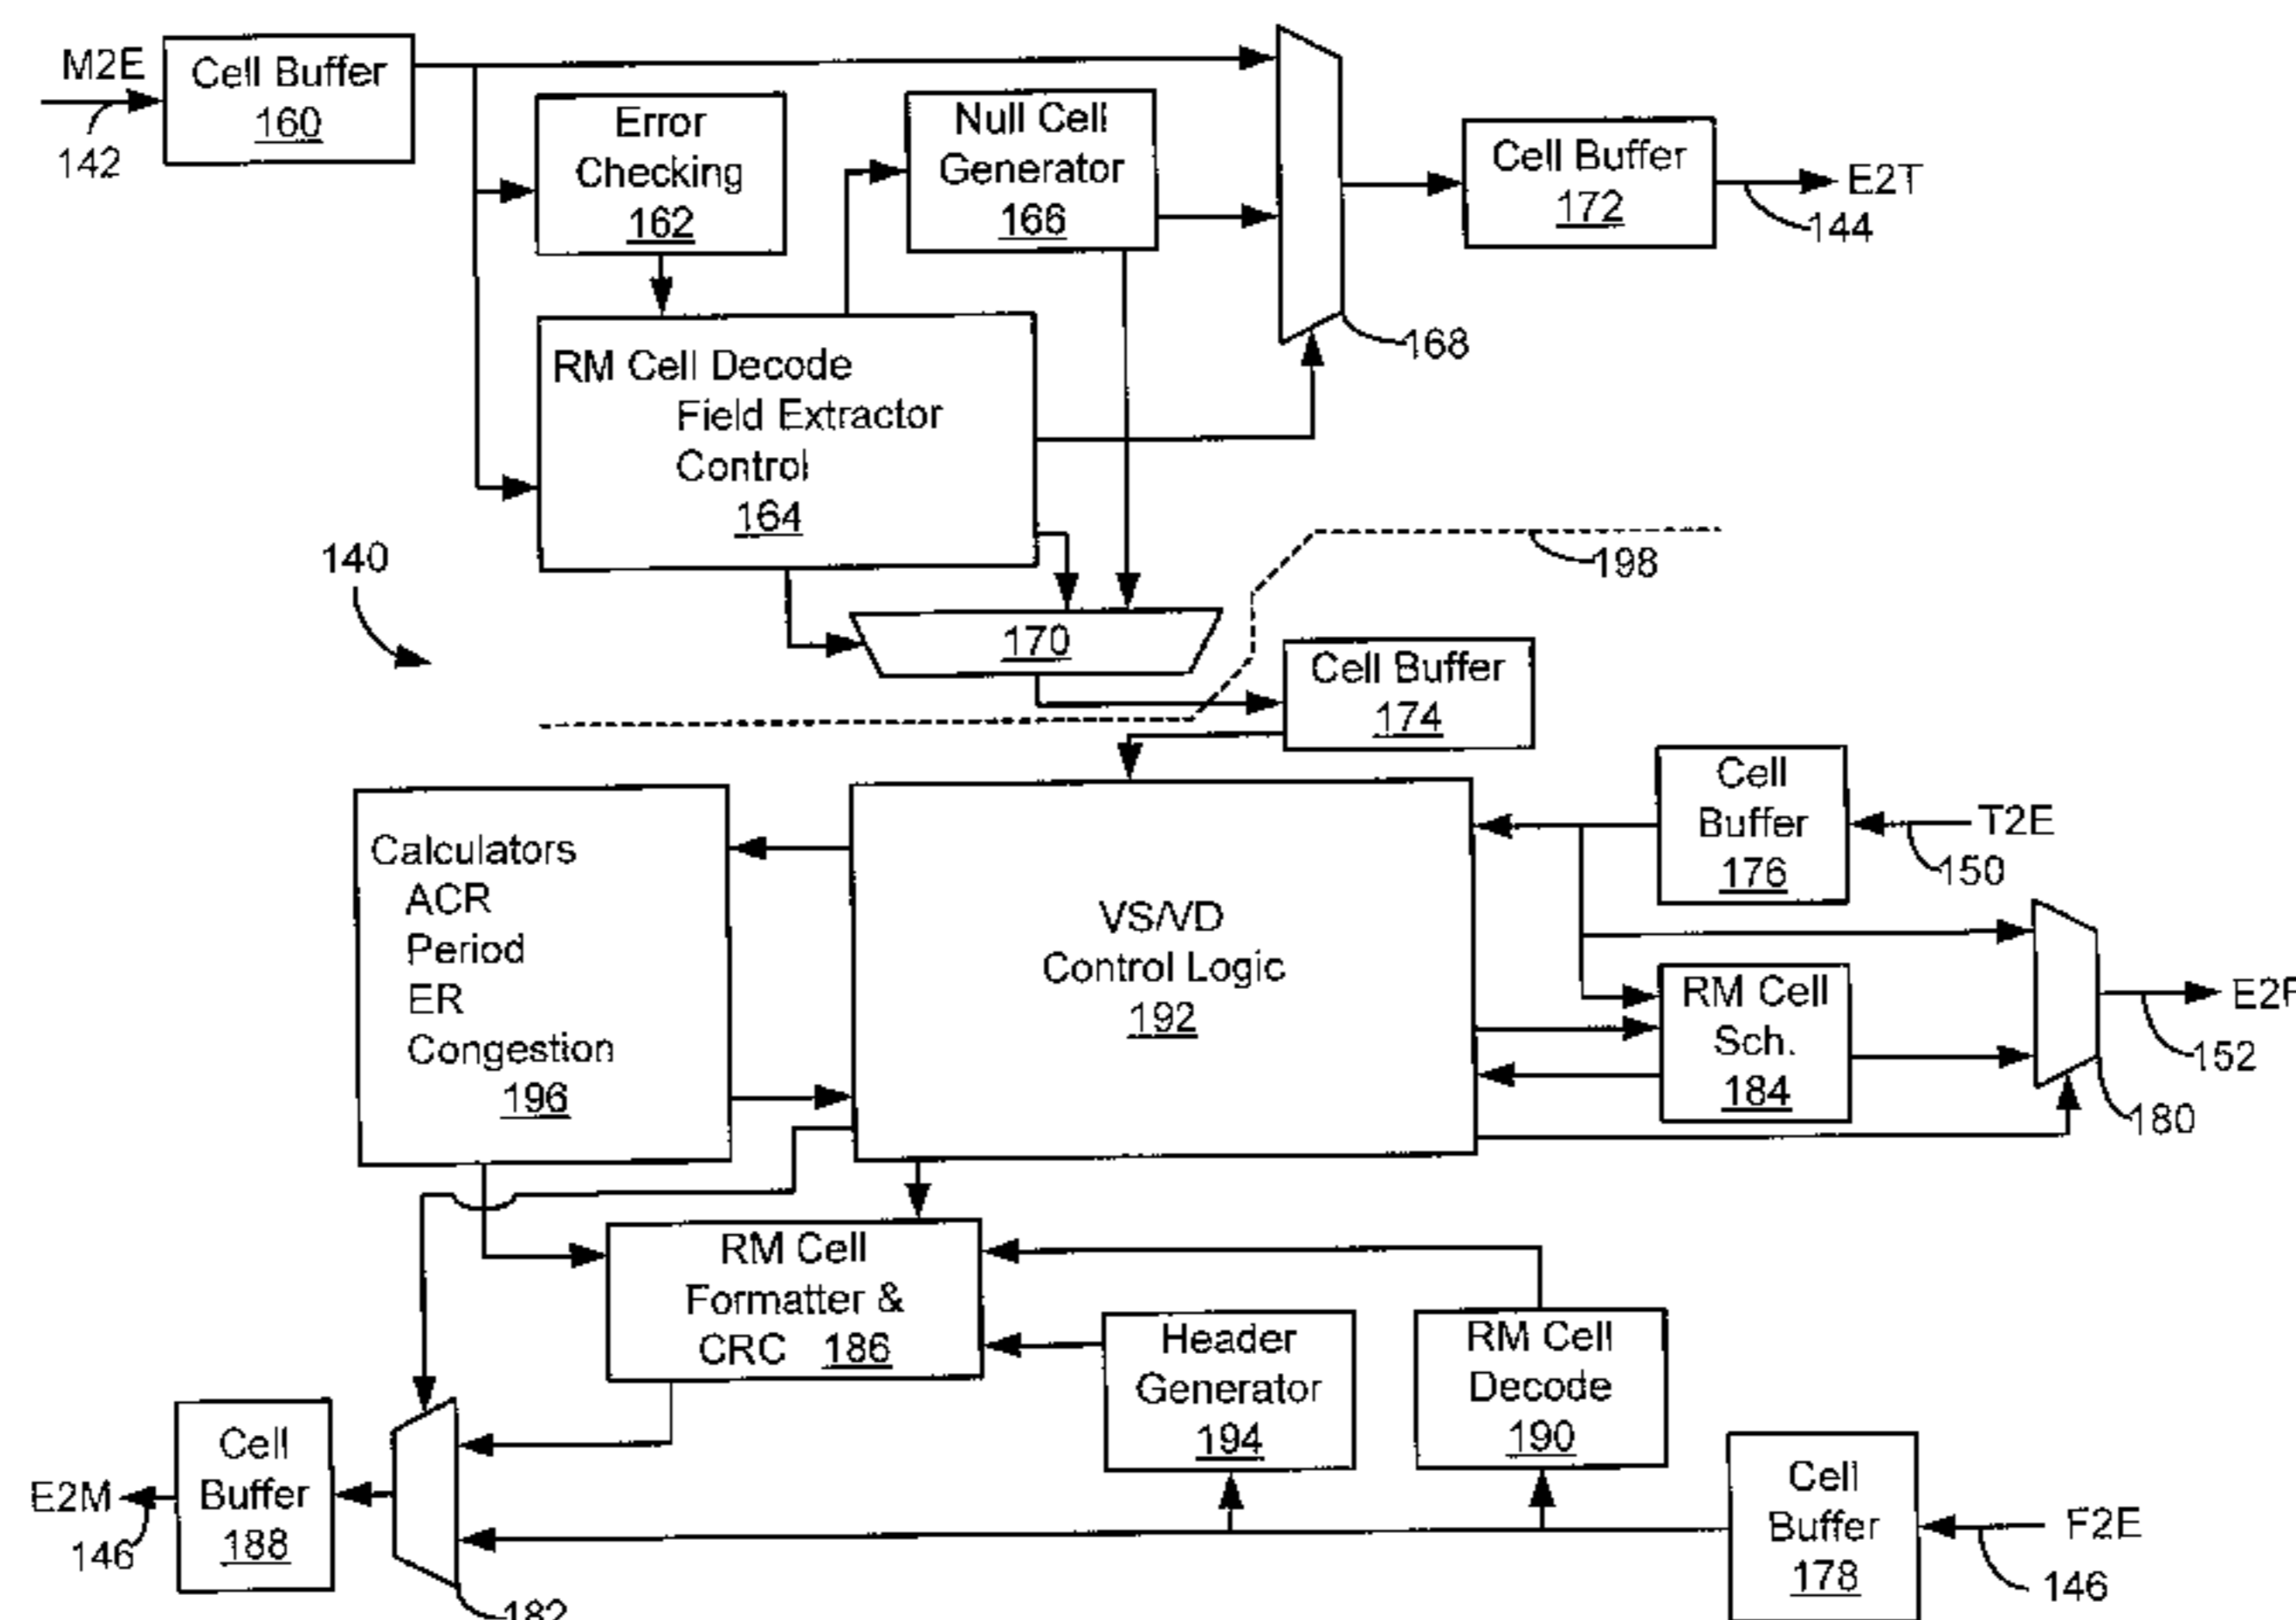 M2E
142
Cell Buffer
160
Error
Checking
162
Null Cell
Generator
166
Cell Buffer
172
E2T
144
168
RM Cell Decode
Field Extractor
Control
164
140
198
170
Cell Buffer
174
Calculators
ACR
Period
ER
Congestion
196
VS/VD
Control Logic
192
Cell
Buffer
176
T2E
150
RM Cell
Sch.
184
E2F
152
180
RM Cell
Formatter &
CRC 186
Header
Generator
194
RM Cell
Decode
190
Cell
Buffer
188
E2M
146
182
Cell
Buffer
178
F2E
146